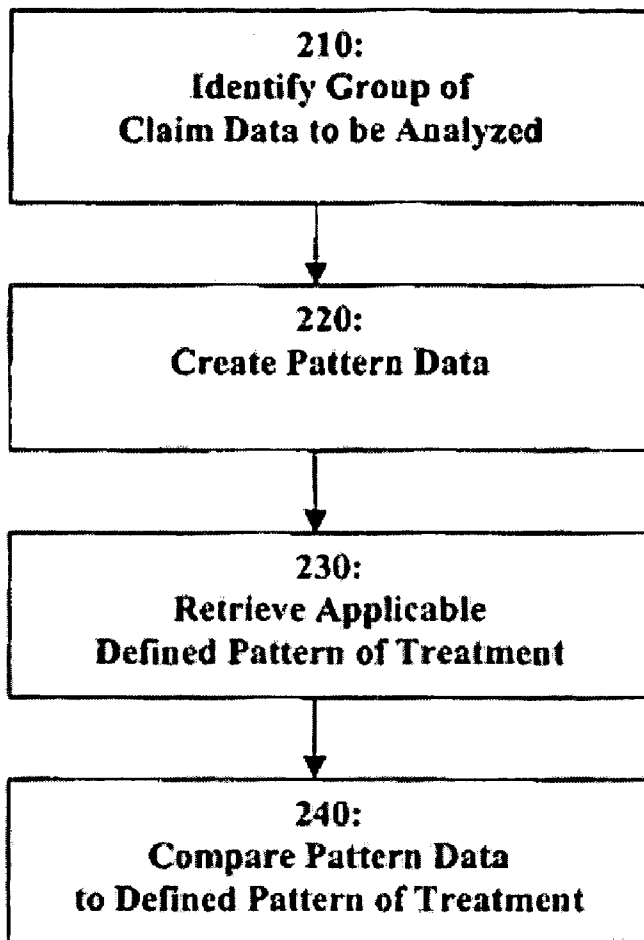 210:
Identify Group of
Claim Data to be Analyzed
220:
Create Pattern Data
230:
Retrieve Applicable
Defined Pattern of Treatment
240:
Compare Pattern Data
to Defined Pattern of Treatment